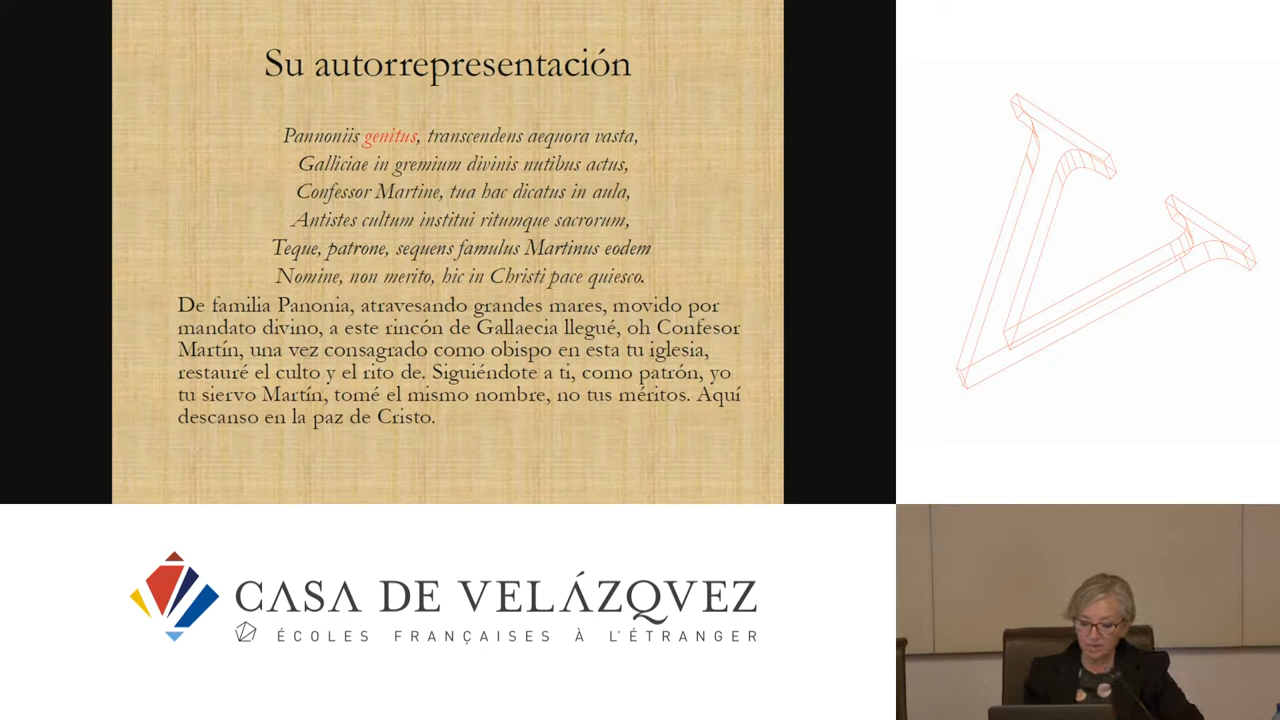 Su autorrepresentación
Pannoniis genitus, transcendens aequora vasta,
Galliciae in gremium divinis nutibus actus,
Confessor Martine, tua hac dicatus in aula,
Antistes cultum institui ritumque sacrorum,
Teque, patrone, sequens famulus Martinus eodem
Nomine, non merito, hic in Christi pace quiesco.
De familia Panonia, atravesando grandes mares, movido por
mandato divino, a este rincón de Gallaecia llegué, oh Confesor
Martín, una vez consagrado como obispo en esta tu iglesia,
restauré el culto y el rito de. Siguiéndote a ti, como patrón, yo
tu siervo Martín, tomé el mismo nombre, no tus méritos. Aquí
descanso en la paz de Cristo.
CASA DE VELÁZQVEZ
ÉCOLES FRANÇAISES À L'ÉTRANGER